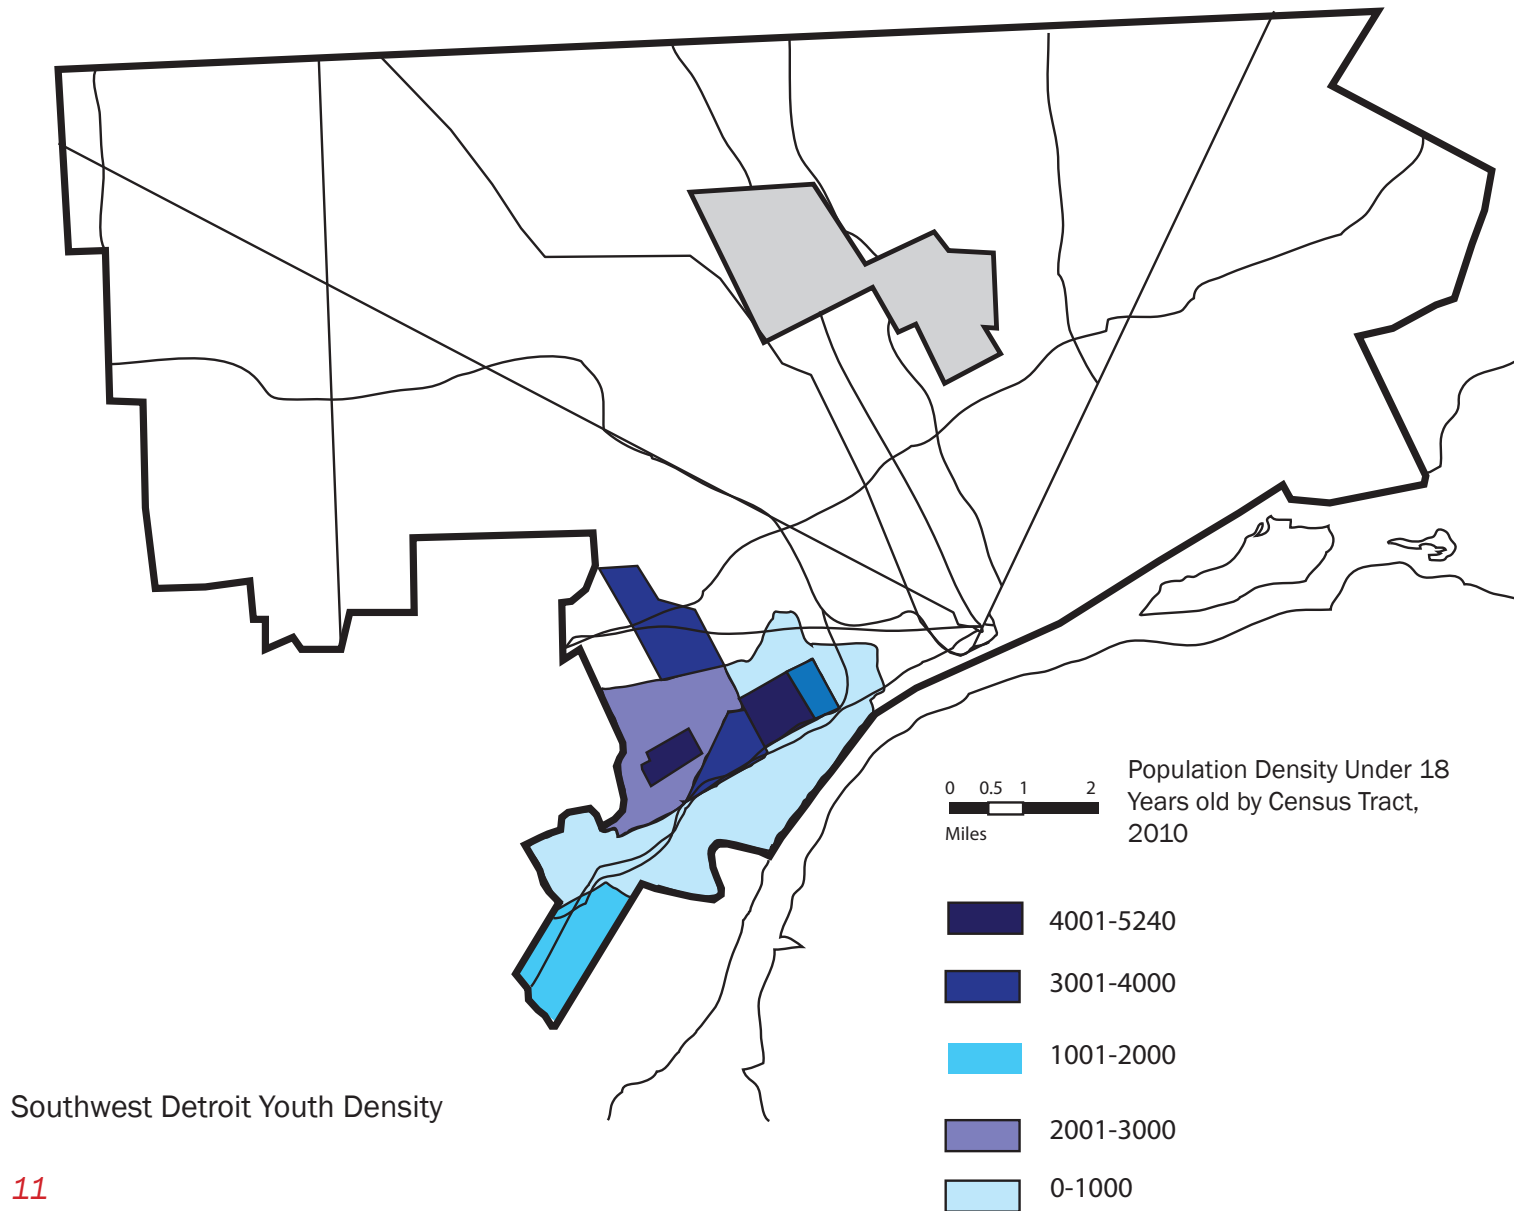 0 0.5 1 2
Miles
Population Density Under 18
Years old by Census Tract,
2010
4001-5240
3001-4000
1001-2000
2001-3000
0-1000
Southwest Detroit Youth Density
11